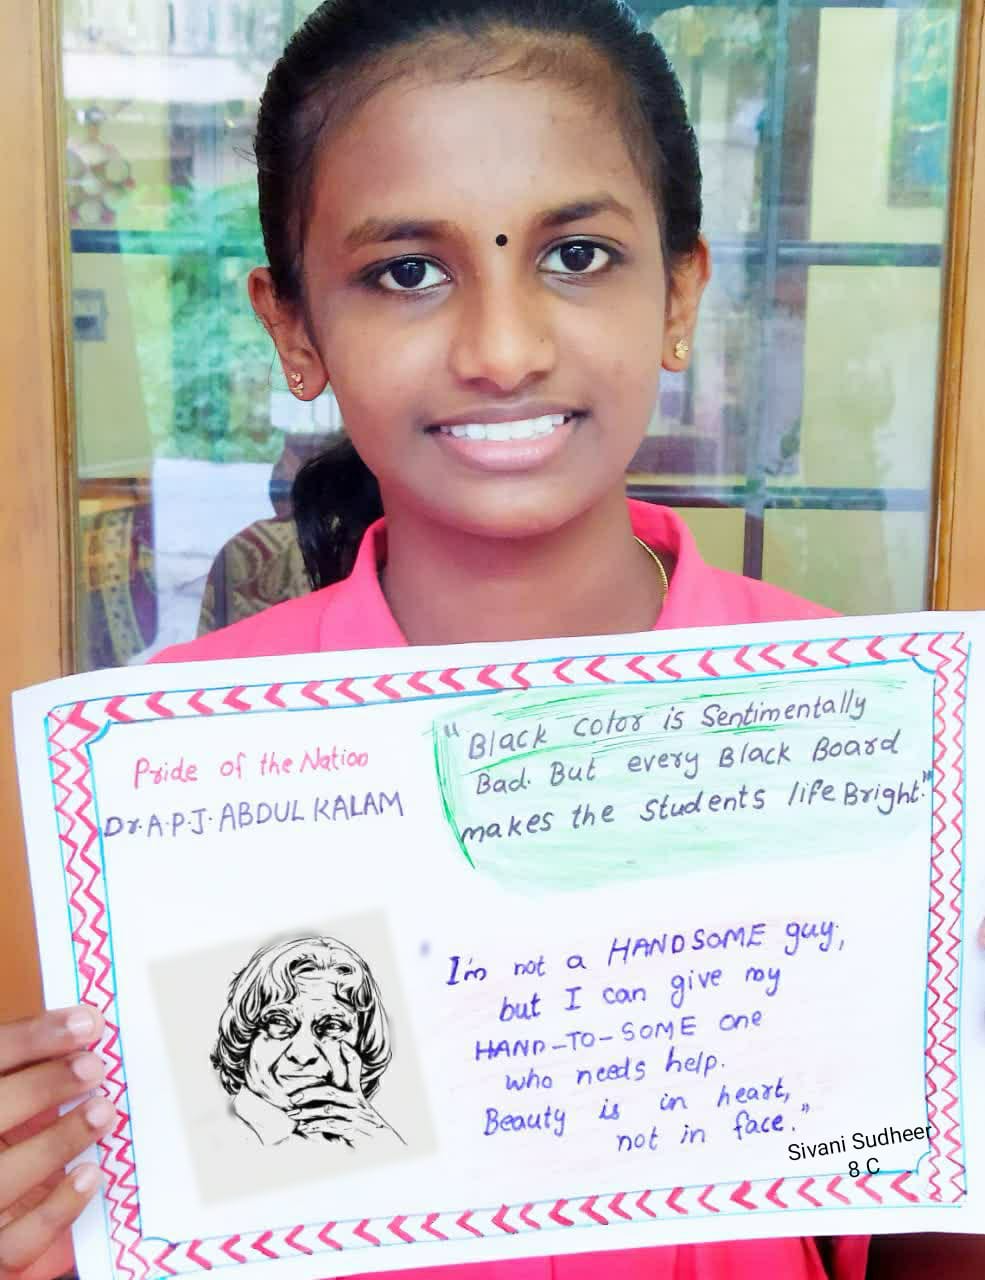 Pride of the Nation
Dr. A.P.J. ABDUL KALAM
"Black color is Sentimentally
Bad. But every Black Board
makes the students life Bright."
I'm not a HANDSOME guy,
but I can give my
HAND-TO-SOME one
who needs help.
Beauty is in heart,
not in face."
Sivani Sudheer
8 C